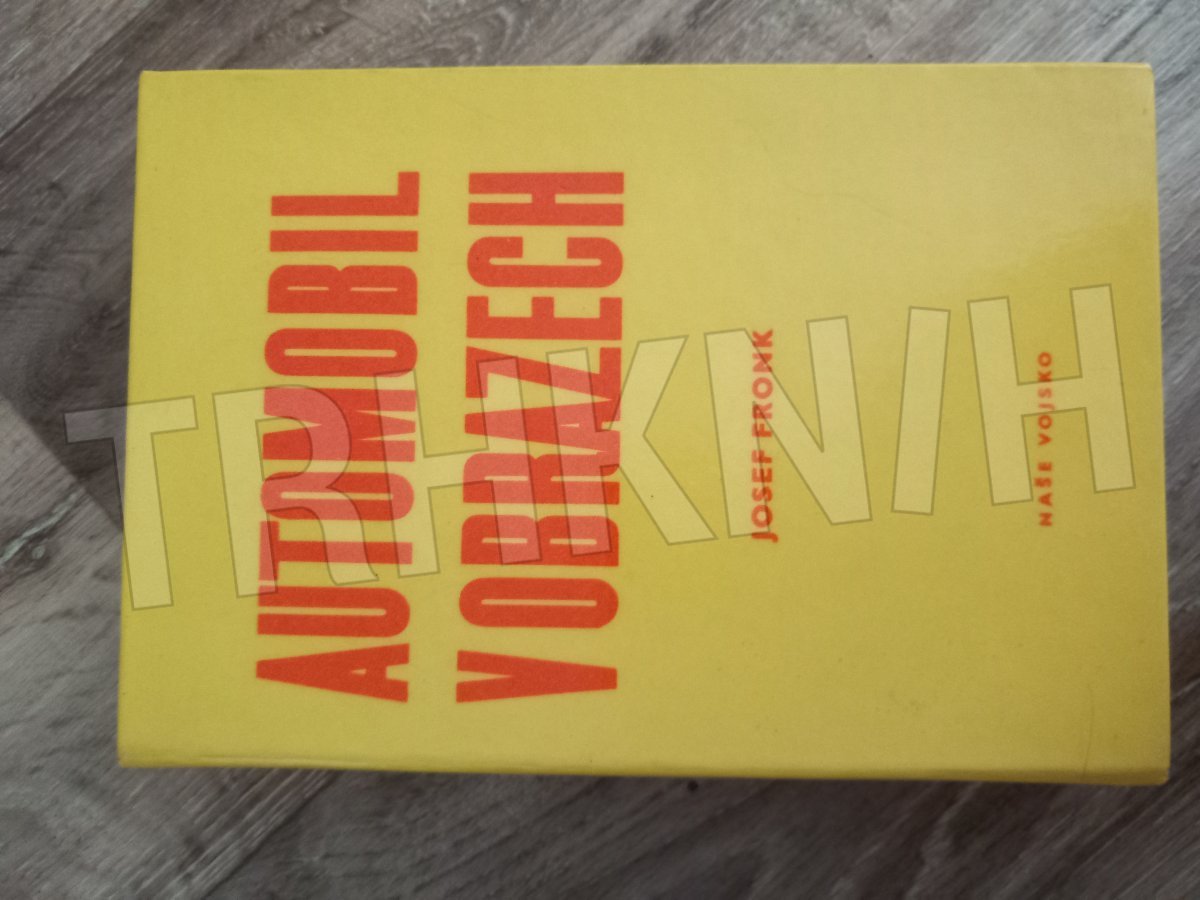 AUTOMOBIL
V OBRAZECH
JOSEF FRONK
NAŠE VOJSKO
TRHKNIH